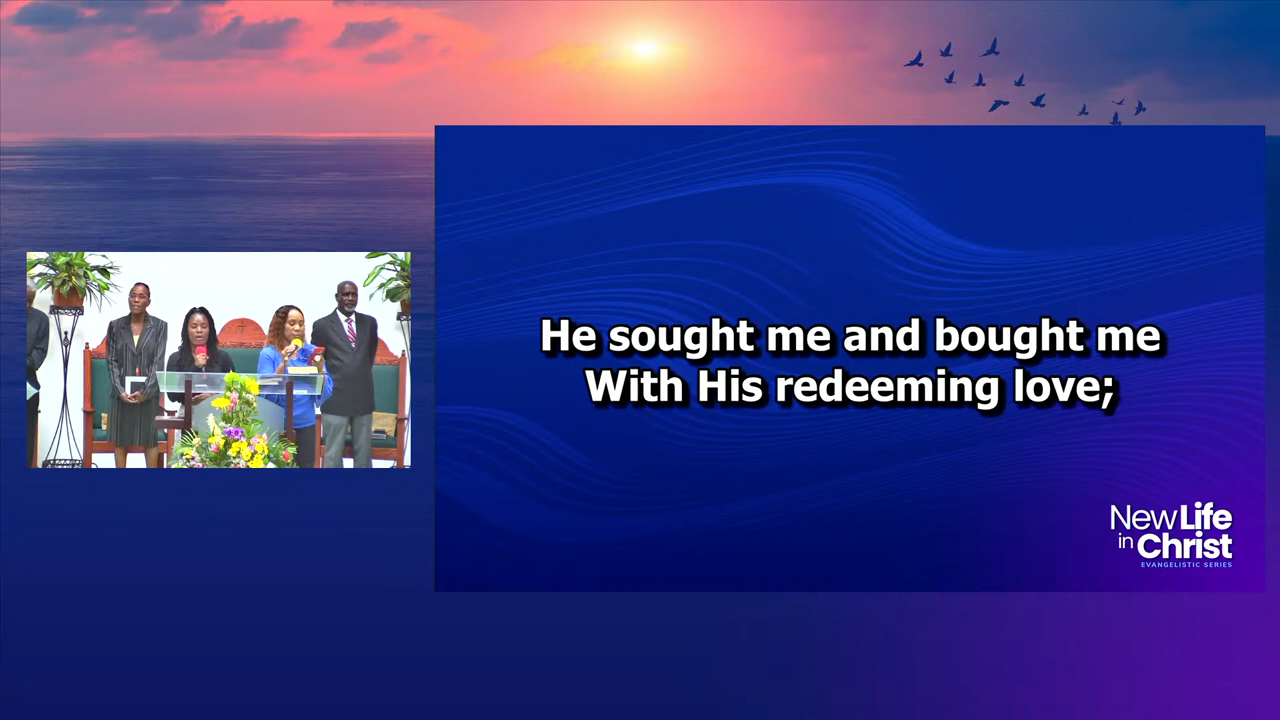 He sought me and bought me
With His redeeming love;
New Life
in Christ
EVANGELISTIC SERIES